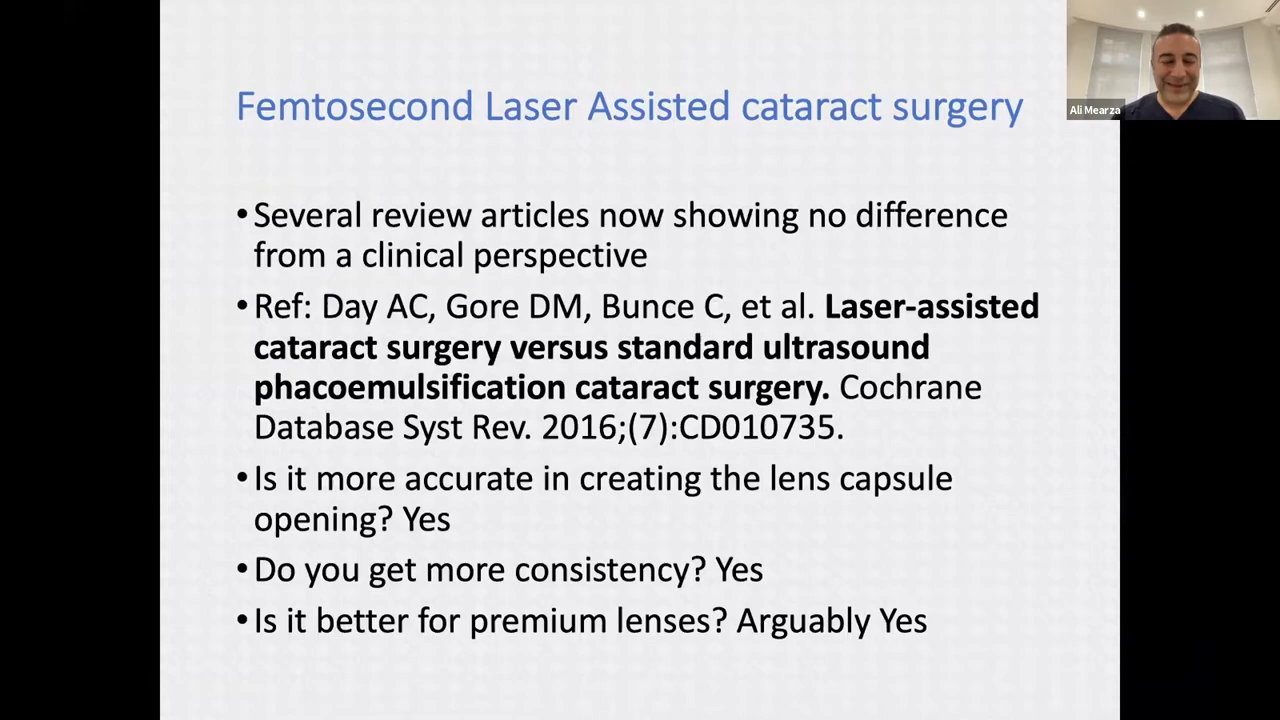 Femtosecond Laser Assisted cataract surgery
Ali Mearza
• Several review articles now showing no difference
from a clinical perspective
• Ref: Day AC, Gore DM, Bunce C, et al. Laser-assisted
cataract surgery versus standard ultrasound
phacoemulsification cataract surgery. Cochrane
Database Syst Rev. 2016;(7):CD010735.
• Is it more accurate in creating the lens capsule
opening? Yes
• Do you get more consistency? Yes
• Is it better for premium lenses? Arguably Yes